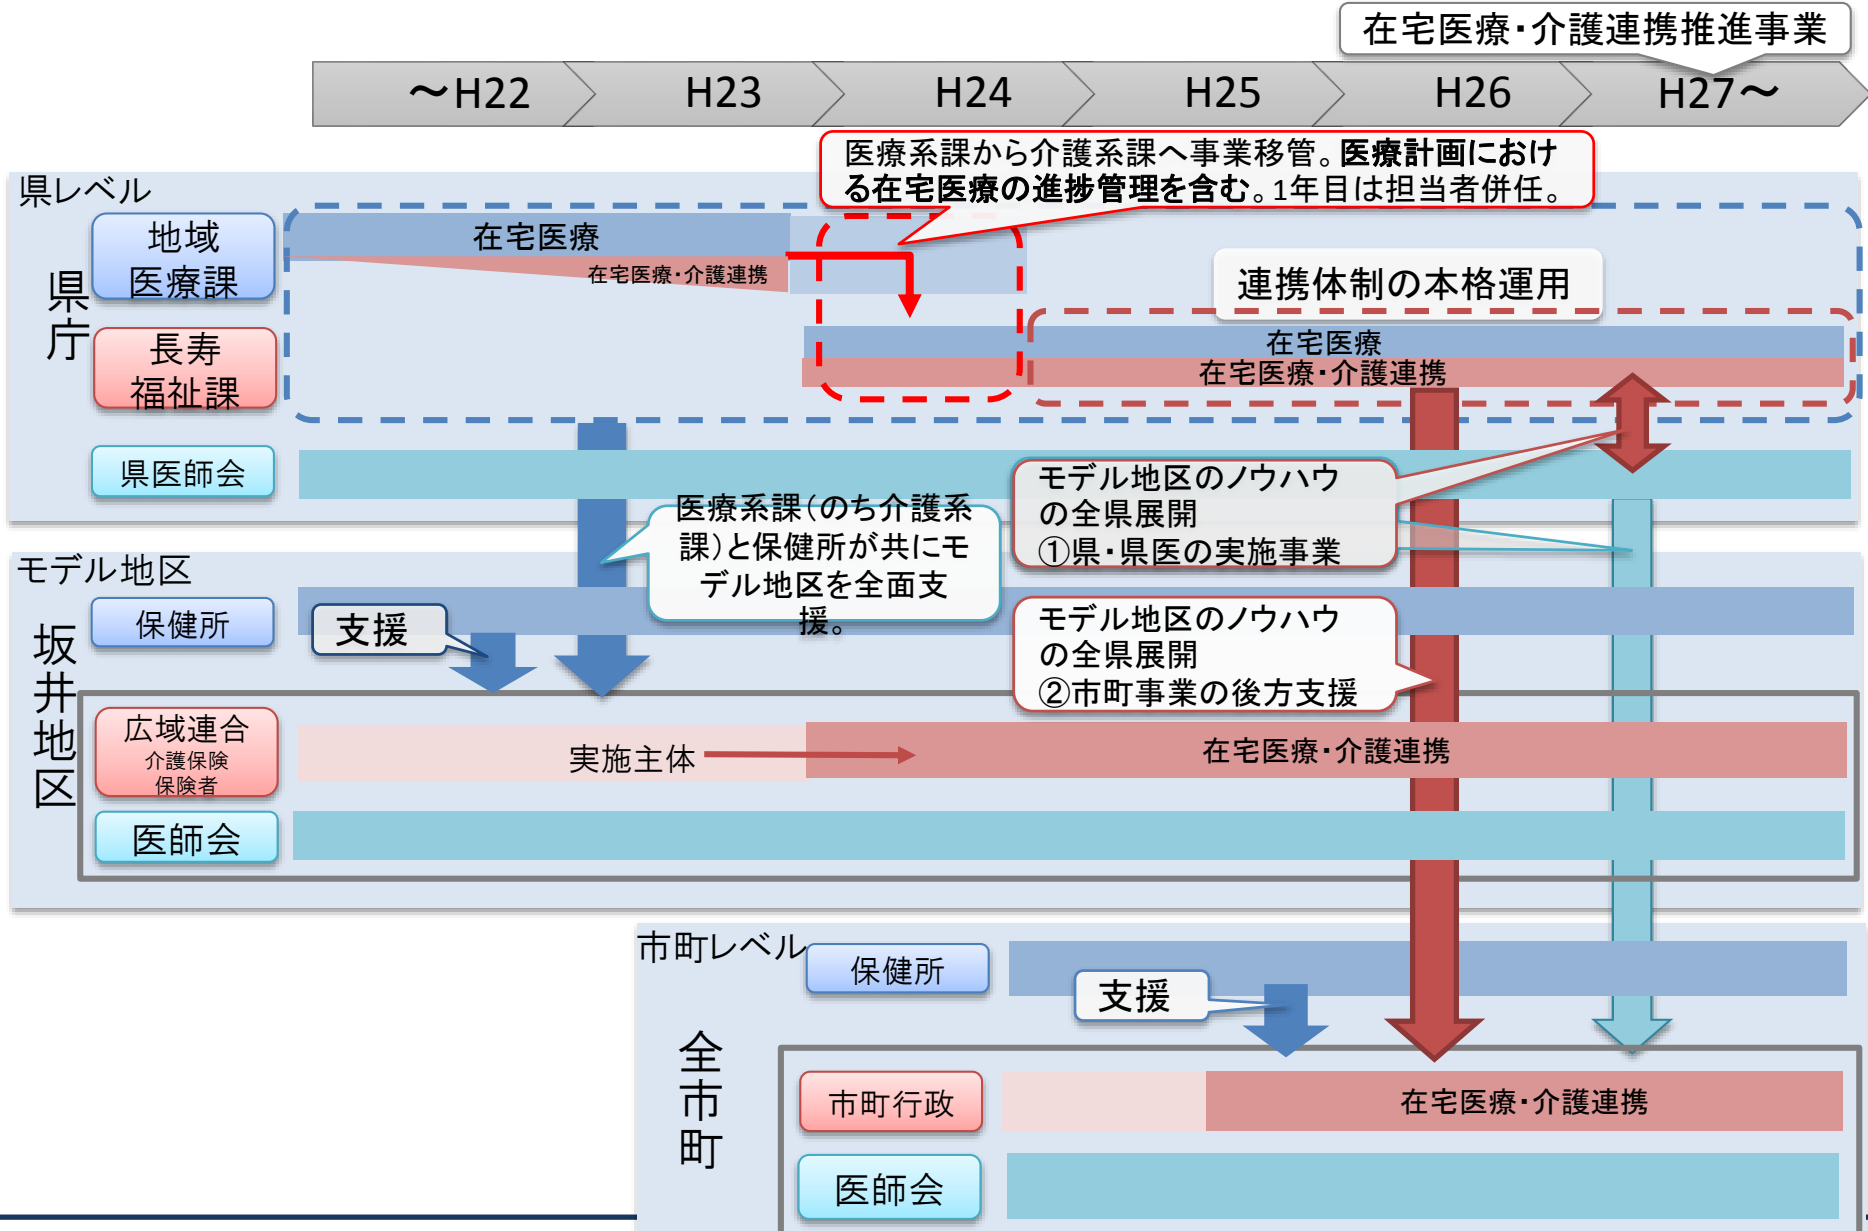 在宅医療・介護連携推進事業
～H22
H23
H24
H25
H26
H27～
医療系課から介護系課へ事業移管。医療計画におけ
る在宅医療の進捗管理を含む。1年目は担当者併任。
県レベル
県庁
地域
医療課
在宅医療
在宅医療・介護連携
連携体制の本格運用
長寿
福祉課
在宅医療
在宅医療・介護連携
県医師会
医療系課（のち介護系
課）と保健所が共にモ
デル地区を全面支
援。
モデル地区のノウハウ
の全県展開
①県・県医の実施事業
モデル地区
坂井地区
保健所
支援
モデル地区のノウハウ
の全県展開
②市町事業の後方支援
広域連合
介護保険
保険者
実施主体
在宅医療・介護連携
医師会
市町レベル
全市町
保健所
支援
市町行政
在宅医療・介護連携
医師会